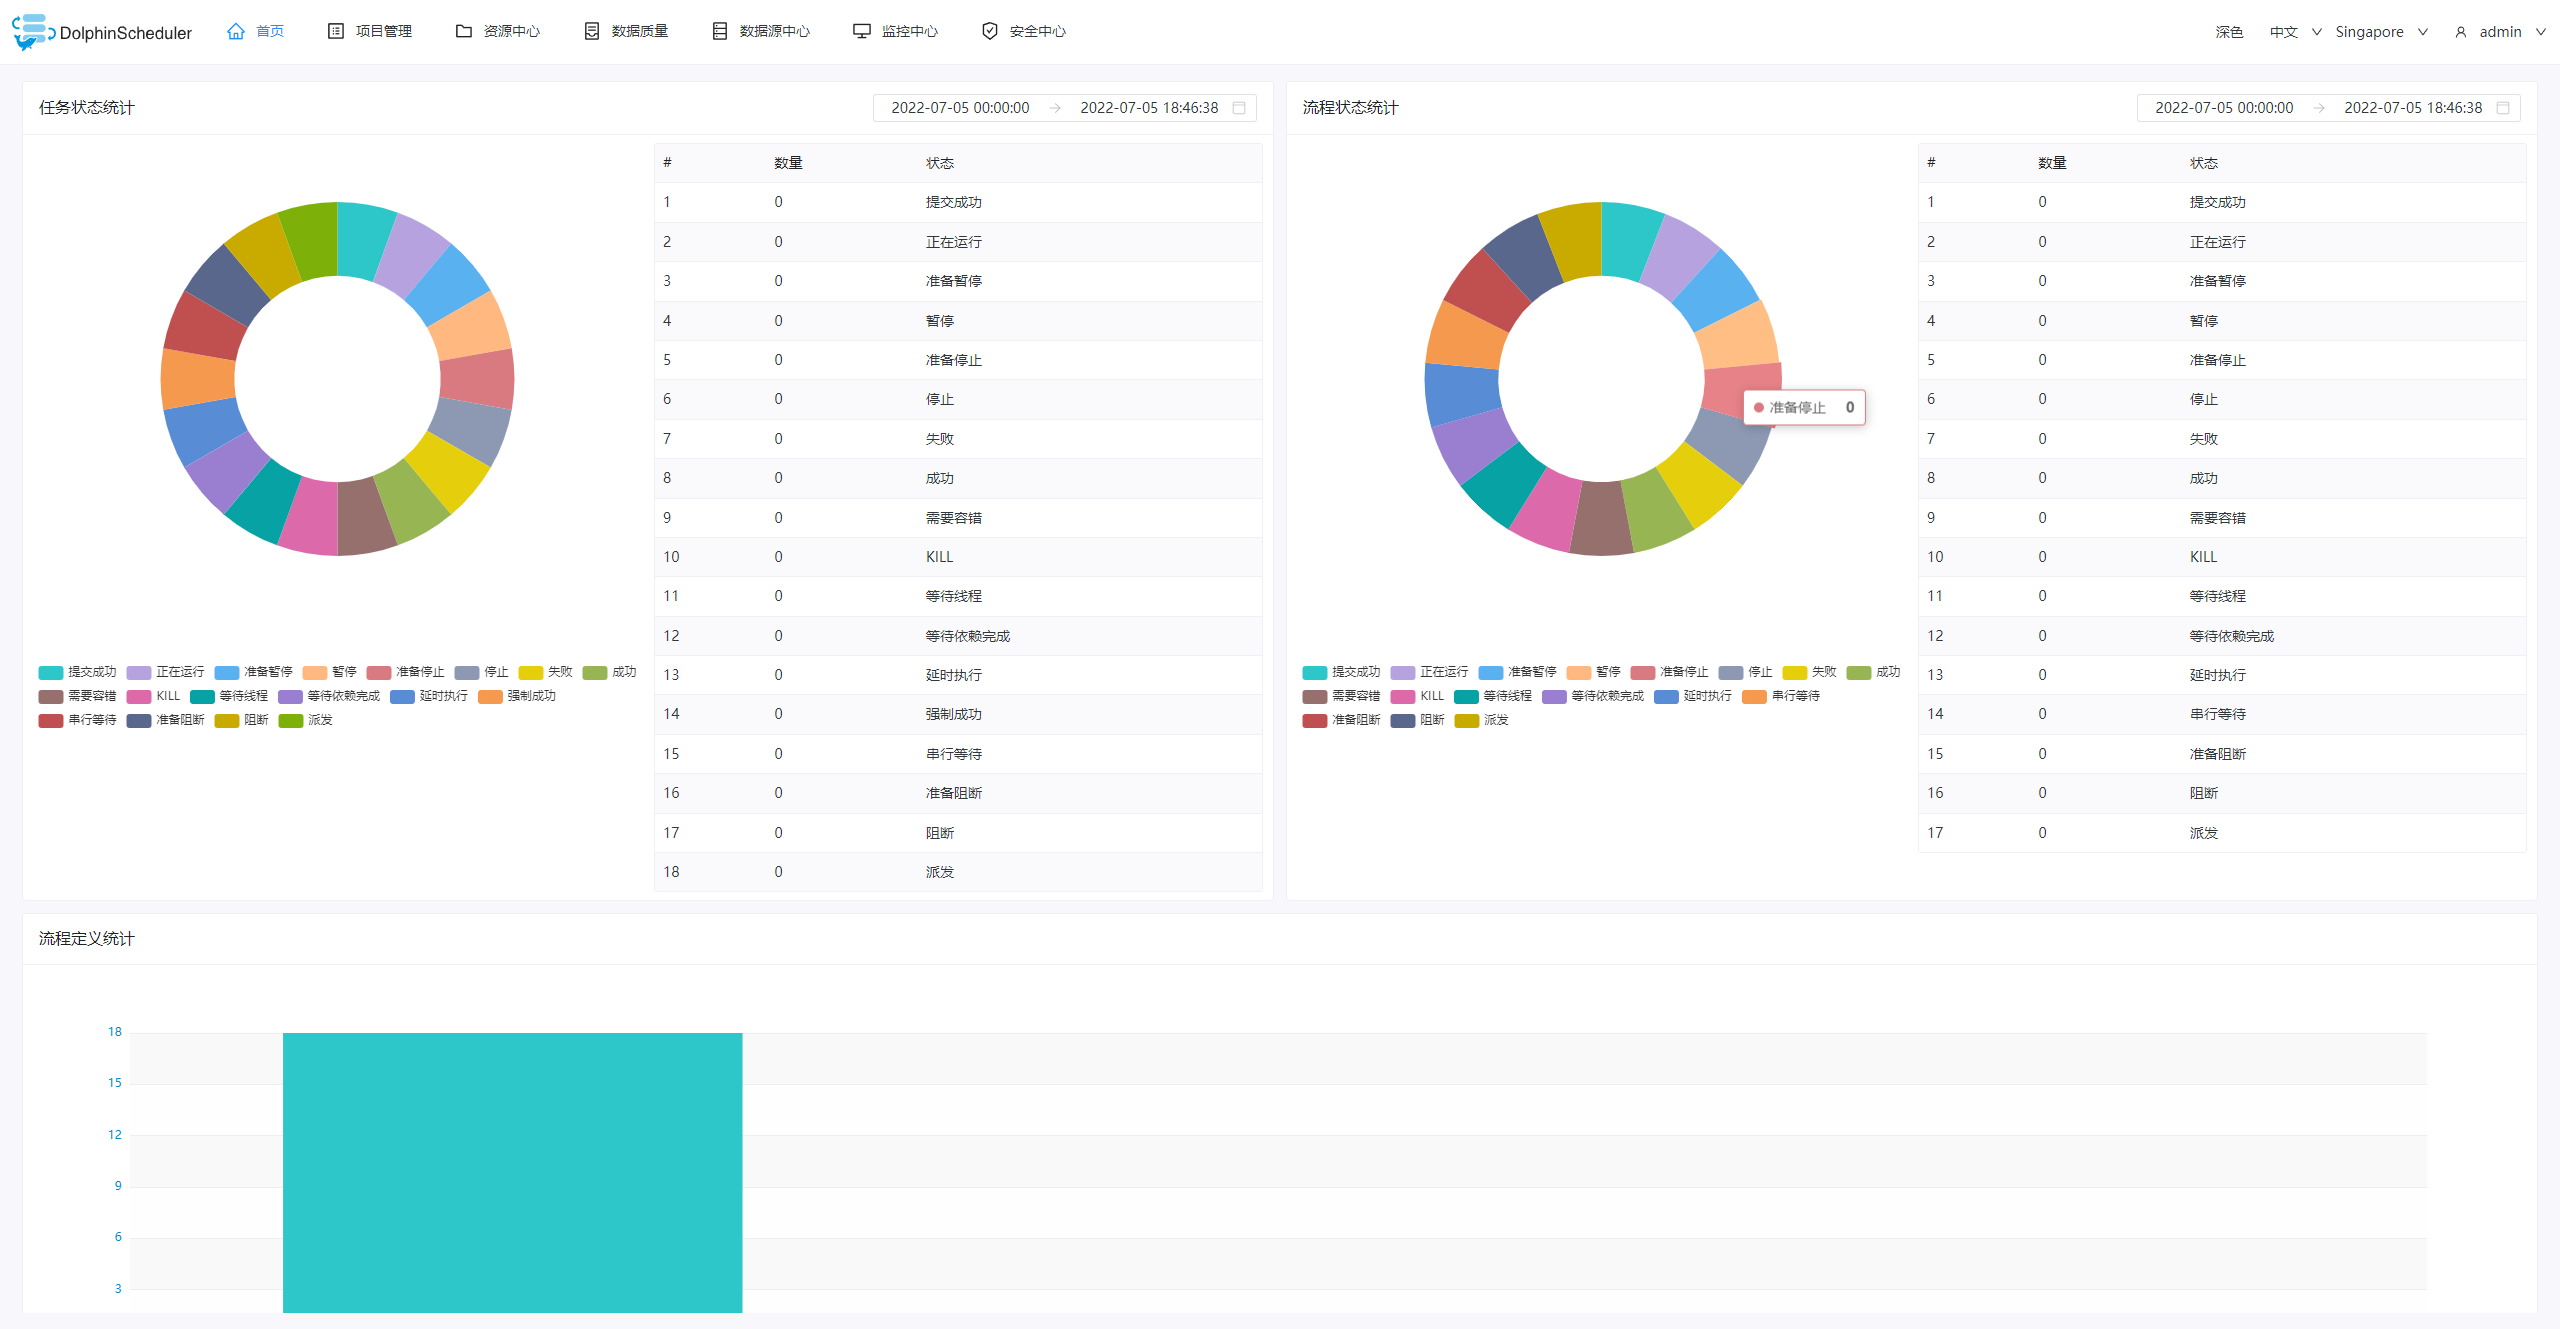 DolphinScheduler 首页 项目管理 资源中心 数据质量 数据源中心 监控中心 安全中心 深色 中文 Singapore admin
任务状态统计 2022-07-05 00:00:00 2022-07-05 18:46:38
# 数量 状态
1 0 提交成功
2 0 正在运行
3 0 准备暂停
4 0 暂停
5 0 准备停止
6 0 停止
7 0 失败
8 0 成功
9 0 需要容错
10 0 KILL
11 0 等待线程
12 0 等待依赖完成
13 0 延时执行
14 0 强制成功
15 0 串行等待
16 0 准备阻断
17 0 阻断
18 0 派发
提交成功 正在运行 准备暂停 暂停 准备停止 停止 失败 成功
需要容错 KILL 等待线程 等待依赖完成 延时执行 强制成功
串行等待 准备阻断 阻断 派发
流程状态统计 2022-07-05 00:00:00 2022-07-05 18:46:38
# 数量 状态
1 0 提交成功
2 0 正在运行
3 0 准备暂停
4 0 暂停
5 0 准备停止
6 0 停止
7 0 失败
8 0 成功
9 0 需要容错
10 0 KILL
11 0 等待线程
12 0 等待依赖完成
13 0 延时执行
14 0 串行等待
15 0 准备阻断
16 0 阻断
17 0 派发
准备停止 0
提交成功 正在运行 准备暂停 暂停 准备停止 停止 失败 成功
需要容错 KILL 等待线程 等待依赖完成 延时执行 串行等待
准备阻断 阻断 派发
流程定义统计
18
15
12
9
6
3